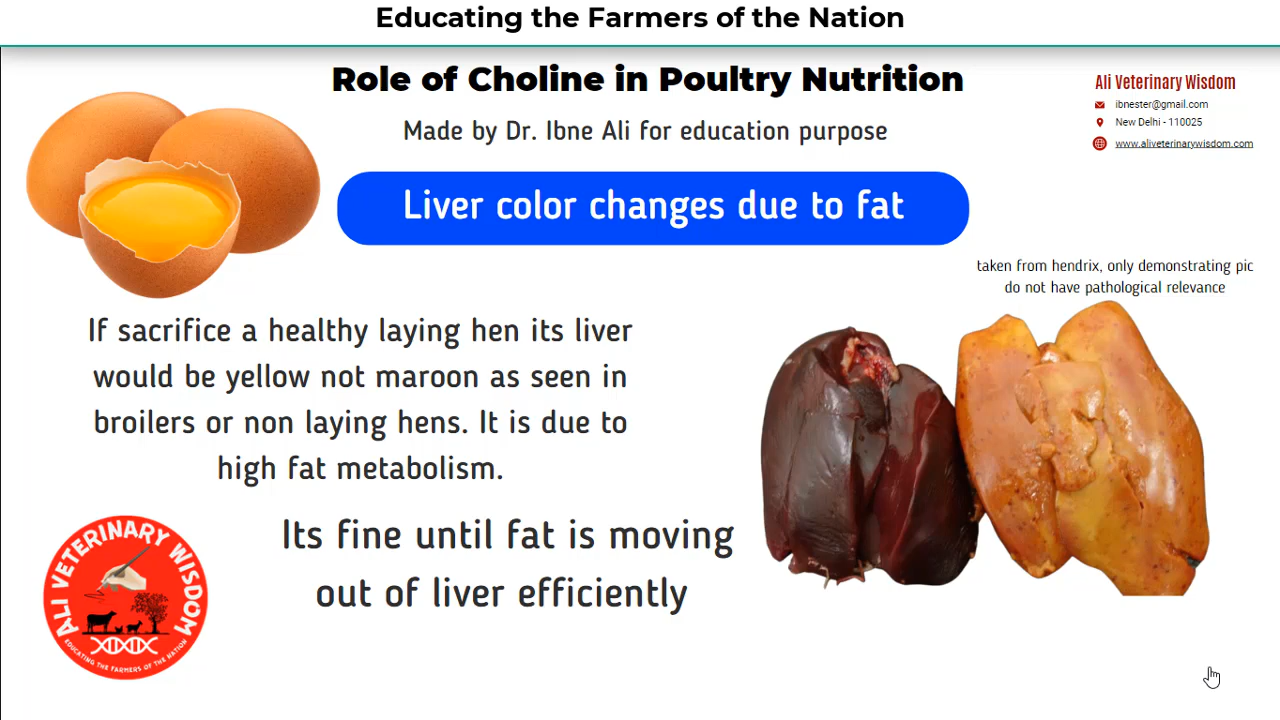 Educating the Farmers of the Nation
Role of Choline in Poultry Nutrition
Made by Dr. Ibne Ali for education purpose
Ali Veterinary Wisdom
ibnester@gmail.com
New Delhi - 110025
www.aliveterinarywisdom.com
Liver color changes due to fat
taken from hendrix, only demonstrating pic
do not have pathological relevance
If sacrifice a healthy laying hen its liver
would be yellow not maroon as seen in
broilers or non laying hens. It is due to
high fat metabolism.
Its fine until fat is moving
out of liver efficiently
ALI VETERINARY WISDOM
EDUCATING THE FARMERS OF THE NATION